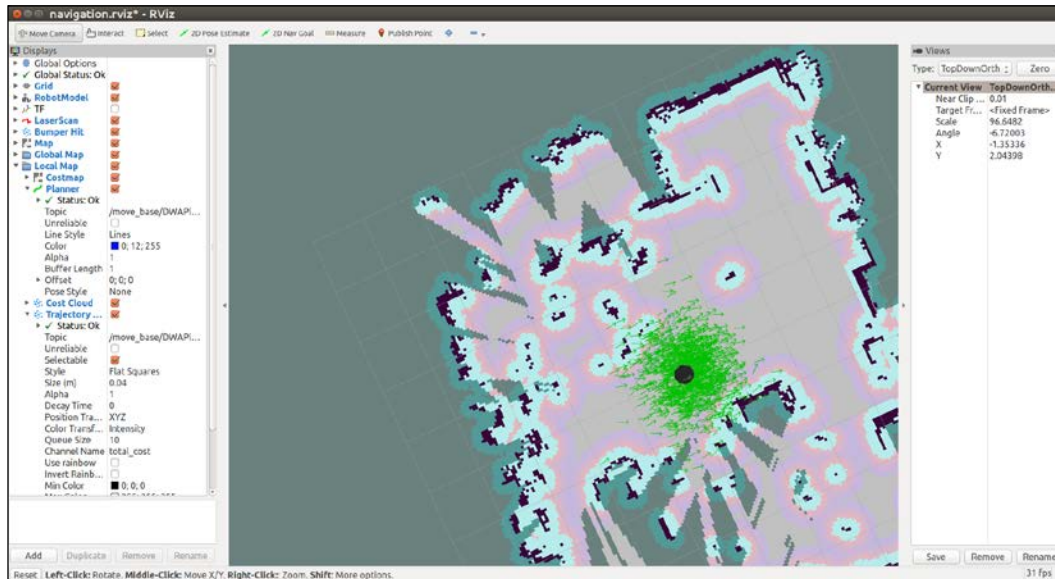 navigation.rviz* - RViz
Move Camera Interact Select 2D Pose Estimate 2D Nav Goal Measure Publish Point
Displays
Global Options
Global Status: Ok
Grid
RobotModel
TF
LaserScan
Bumper Hit
Map
Global Map
Local Map
Costmap
Planner
Status: Ok
Topic /move_base/DWAPl...
Unreliable
Line Style Lines
Color 0; 12; 255
Alpha 1
Buffer Length 1
Offset 0; 0; 0
Pose Style None
Cost Cloud
Trajectory ...
Status: Ok
Topic /move_base/DWAPl...
Unreliable
Selectable
Style Flat Squares
Size (m) 0.04
Alpha 1
Decay Time 0
Position Tra... XYZ
Color Transf... Intensity
Queue Size 10
Channel Name total_cost
Use rainbow
Invert Rainb...
Min Color 0; 0; 0
Add Duplicate Remove Rename
Views
Type: TopDownOrth Zero
Current View TopDownOrth...
Near Clip ... 0.01
Target Fr... <Fixed Frame>
Scale 96.6482
Angle -6.72003
X -1.35336
Y 2.04398
Save Remove Rename
Reset Left-Click: Rotate. Middle-Click: Move X/Y. Right-Click: Zoom. Shift: More options. 31 fps